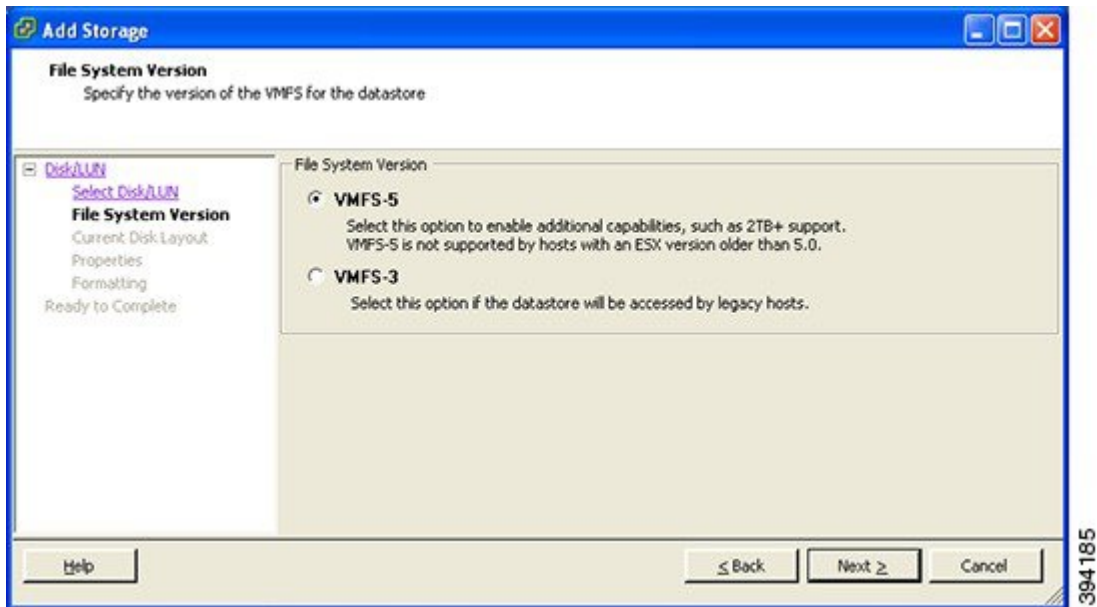 Add Storage
File System Version
Specify the version of the VMFS for the datastore
Disk/LUN
Select Disk/LUN
File System Version
Current Disk Layout
Properties
Formatting
Ready to Complete
File System Version
VMFS-5
Select this option to enable additional capabilities, such as 2TB+ support.
VMFS-5 is not supported by hosts with an ESX version older than 5.0.
VMFS-3
Select this option if the datastore will be accessed by legacy hosts.
Help
≤ Back
Next ≥
Cancel
394185